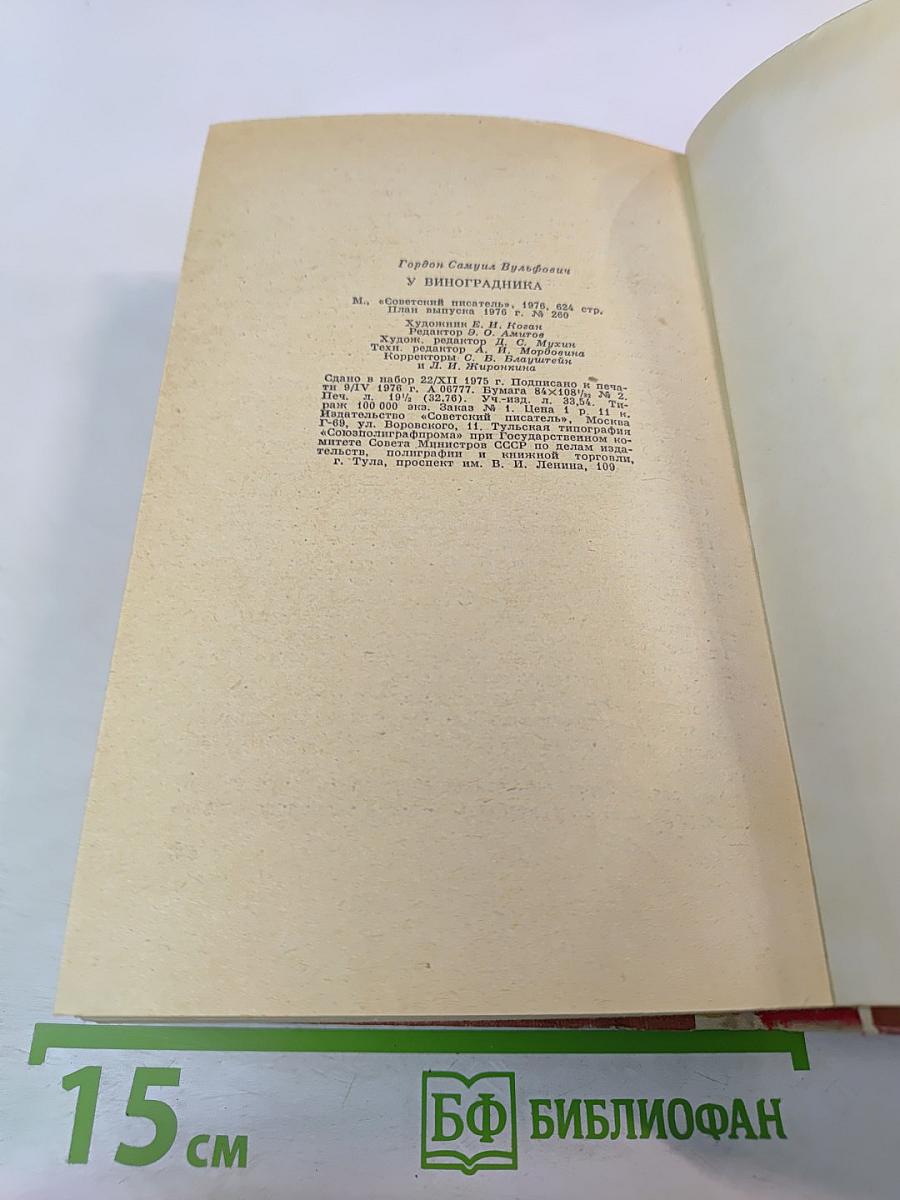 Гордон Самуил Вульфович
У ВИНОГРАДНИКА
М., «Советский писатель», 1976, 624 стр.
План выпуска 1976 г. № 260
Художник Е. И. Коган
Редактор Э. О. Амитов
Худож. редактор Д. С. Мухин
Техн. редактор А. И. Мордовина
Корректоры С. Б. Блауштейн
и Л. И. Жиронкина
Сдано в набор 22/XII 1975 г. Подписано к печа-
ти 9/IV 1976 г. А 06777. Бумага 84×108¹/₃₂ № 2.
Печ. л. 19¹/₂ (32,76). Уч.-изд. л. 33,54. Ти-
раж 100 000 экз. Заказ № 1. Цена 1 р. 11 к.
Издательство «Советский писатель», Москва
Г-69, ул. Воровского, 11. Тульская типография
«Союзполиграфпрома» при Государственном ко-
митете Совета Министров СССР по делам изда-
тельств, полиграфии и книжной торговли,
г. Тула, проспект им. В. И. Ленина, 109
15 см
БФ БИБЛИОФАН